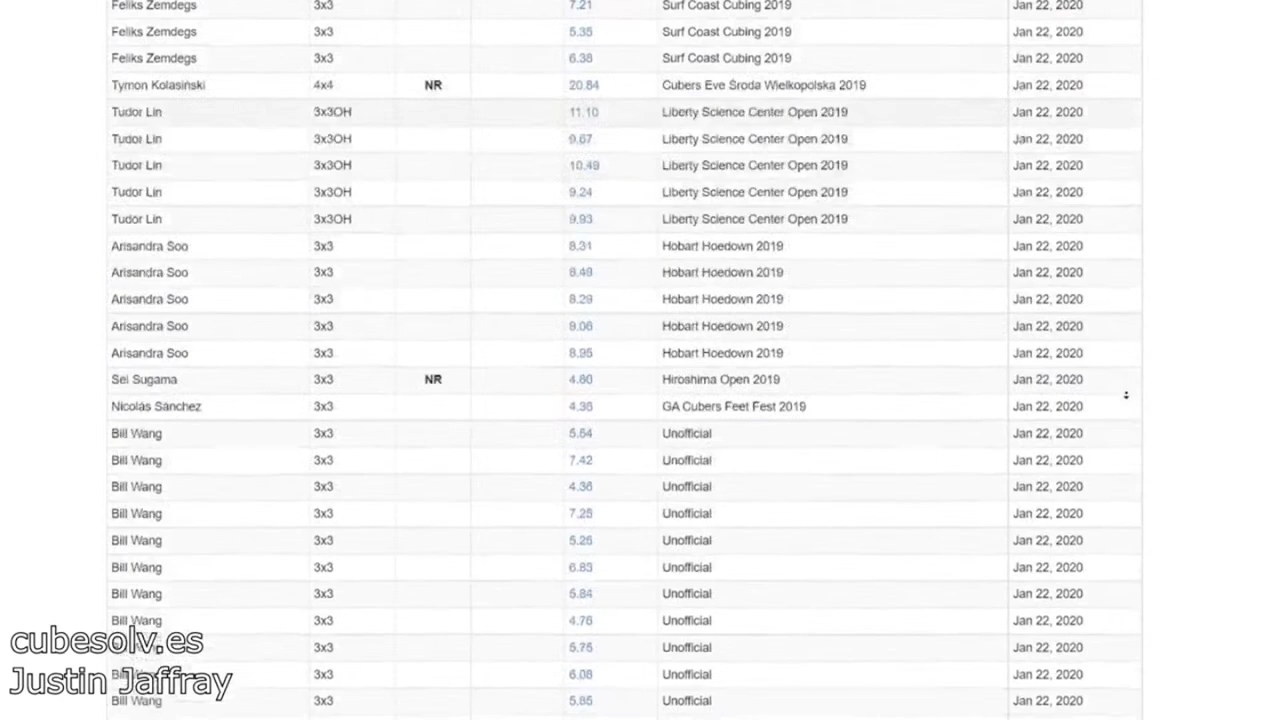 Feliks Zemdegs 3x3 7.21 Surf Coast Cubing 2019 Jan 22, 2020
Feliks Zemdegs 3x3 5.35 Surf Coast Cubing 2019 Jan 22, 2020
Feliks Zemdegs 3x3 6.38 Surf Coast Cubing 2019 Jan 22, 2020
Tymon Kolasiński 4x4 NR 20.84 Cubers Eve Środa Wielkopolska 2019 Jan 22, 2020
Tudor Lin 3x3OH 11.10 Liberty Science Center Open 2019 Jan 22, 2020
Tudor Lin 3x3OH 9.67 Liberty Science Center Open 2019 Jan 22, 2020
Tudor Lin 3x3OH 10.49 Liberty Science Center Open 2019 Jan 22, 2020
Tudor Lin 3x3OH 9.24 Liberty Science Center Open 2019 Jan 22, 2020
Tudor Lin 3x3OH 9.93 Liberty Science Center Open 2019 Jan 22, 2020
Arisandra Soo 3x3 8.31 Hobart Hoedown 2019 Jan 22, 2020
Arisandra Soo 3x3 8.49 Hobart Hoedown 2019 Jan 22, 2020
Arisandra Soo 3x3 8.29 Hobart Hoedown 2019 Jan 22, 2020
Arisandra Soo 3x3 9.06 Hobart Hoedown 2019 Jan 22, 2020
Arisandra Soo 3x3 8.95 Hobart Hoedown 2019 Jan 22, 2020
Sei Sugama 3x3 NR 4.60 Hiroshima Open 2019 Jan 22, 2020
Nicolás Sánchez 3x3 4.36 GA Cubers Feet Fest 2019 Jan 22, 2020
Bill Wang 3x3 5.64 Unofficial Jan 22, 2020
Bill Wang 3x3 7.42 Unofficial Jan 22, 2020
Bill Wang 3x3 4.36 Unofficial Jan 22, 2020
Bill Wang 3x3 7.25 Unofficial Jan 22, 2020
Bill Wang 3x3 5.25 Unofficial Jan 22, 2020
Bill Wang 3x3 6.83 Unofficial Jan 22, 2020
Bill Wang 3x3 5.84 Unofficial Jan 22, 2020
Bill Wang 3x3 4.76 Unofficial Jan 22, 2020
3x3 5.75 Unofficial Jan 22, 2020
3x3 6.08 Unofficial Jan 22, 2020
Bill Wang 3x3 5.85 Unofficial Jan 22, 2020
cubesolv.es
Justin Jaffray